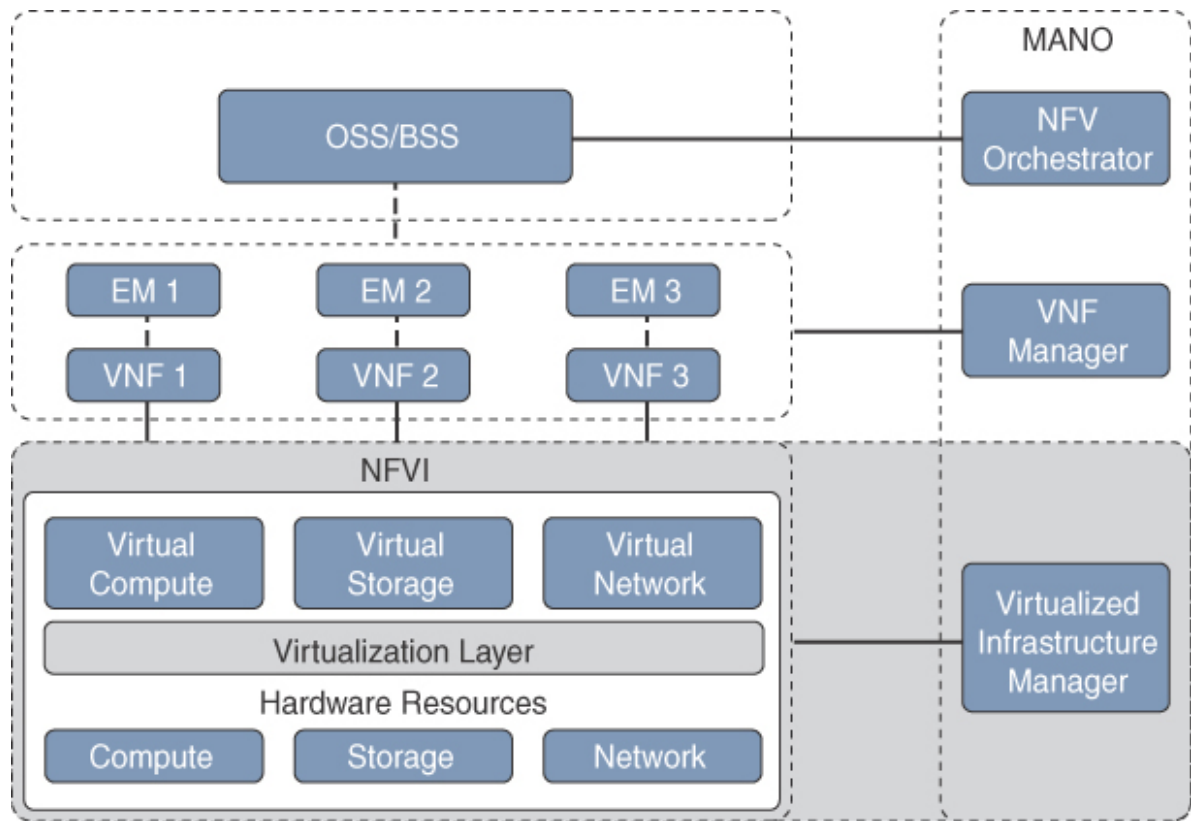 MANO
OSS/BSS
NFV
Orchestrator
EM 1
EM 2
EM 3
VNF
Manager
VNF 1
VNF 2
VNF 3
NFVI
Virtual
Compute
Virtual
Storage
Virtual
Network
Virtualized
Infrastructure
Manager
Virtualization Layer
Hardware Resources
Compute
Storage
Network